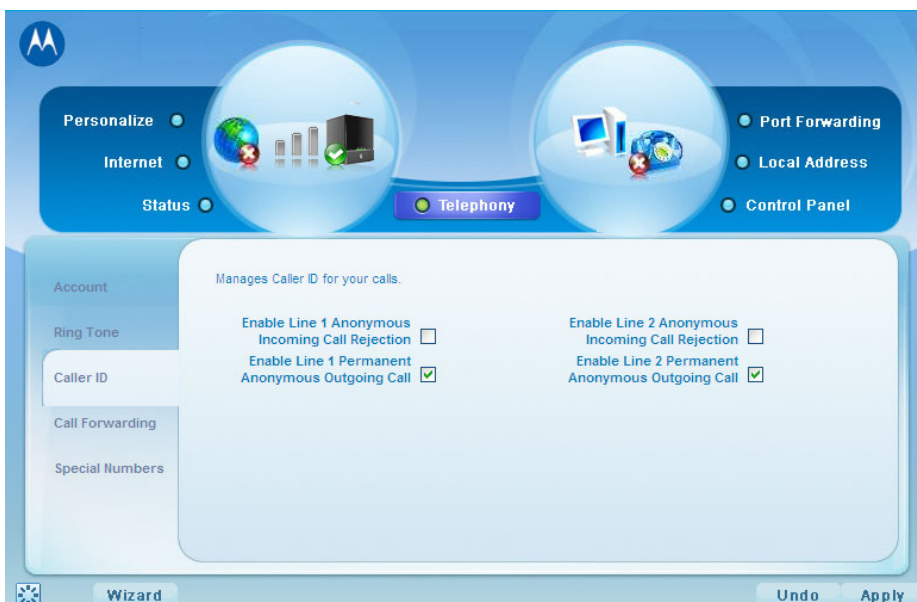 Personalize
Internet
Status
Telephony
Port Forwarding
Local Address
Control Panel
Account
Ring Tone
Caller ID
Call Forwarding
Special Numbers
Manages Caller ID for your calls.
Enable Line 1 Anonymous
Incoming Call Rejection
Enable Line 1 Permanent
Anonymous Outgoing Call
Enable Line 2 Anonymous
Incoming Call Rejection
Enable Line 2 Permanent
Anonymous Outgoing Call
Wizard
Undo
Apply